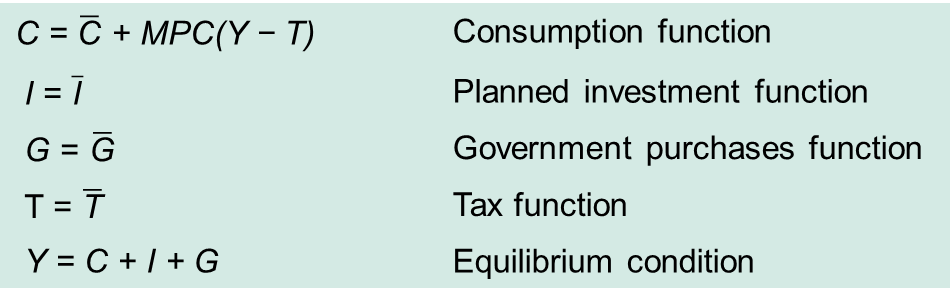 C = C̅ + MPC(Y − T) Consumption function
I = I̅ Planned investment function
G = G̅ Government purchases function
T = T̅ Tax function
Y = C + I + G Equilibrium condition